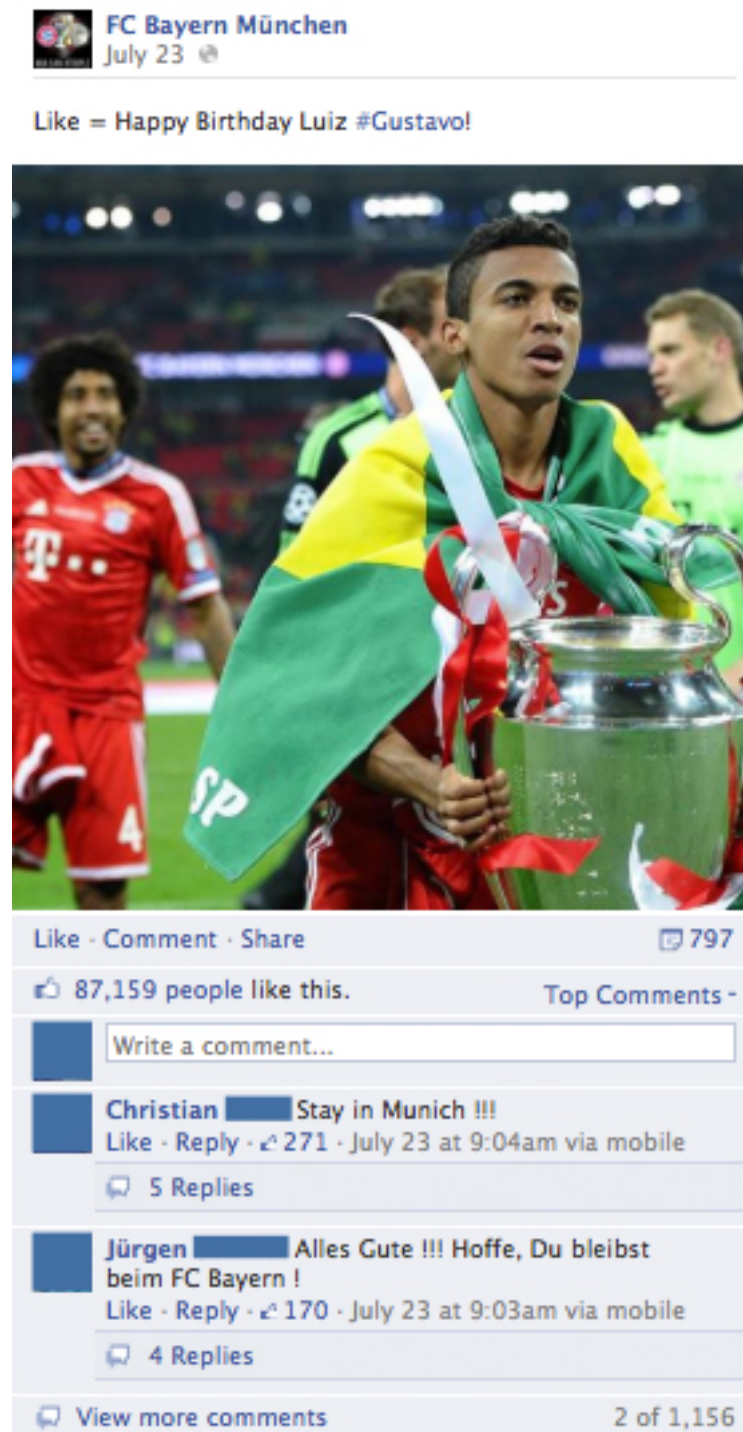 FC Bayern München
July 23
Like = Happy Birthday Luiz #Gustavo!
T
SP
4
Like · Comment · Share 797
87,159 people like this. Top Comments
Write a comment...
Christian Stay in Munich !!!
Like · Reply · 271 · July 23 at 9:04am via mobile
5 Replies
Jürgen Alles Gute !!! Hoffe, Du bleibst
beim FC Bayern !
Like · Reply · 170 · July 23 at 9:03am via mobile
4 Replies
View more comments 2 of 1,156